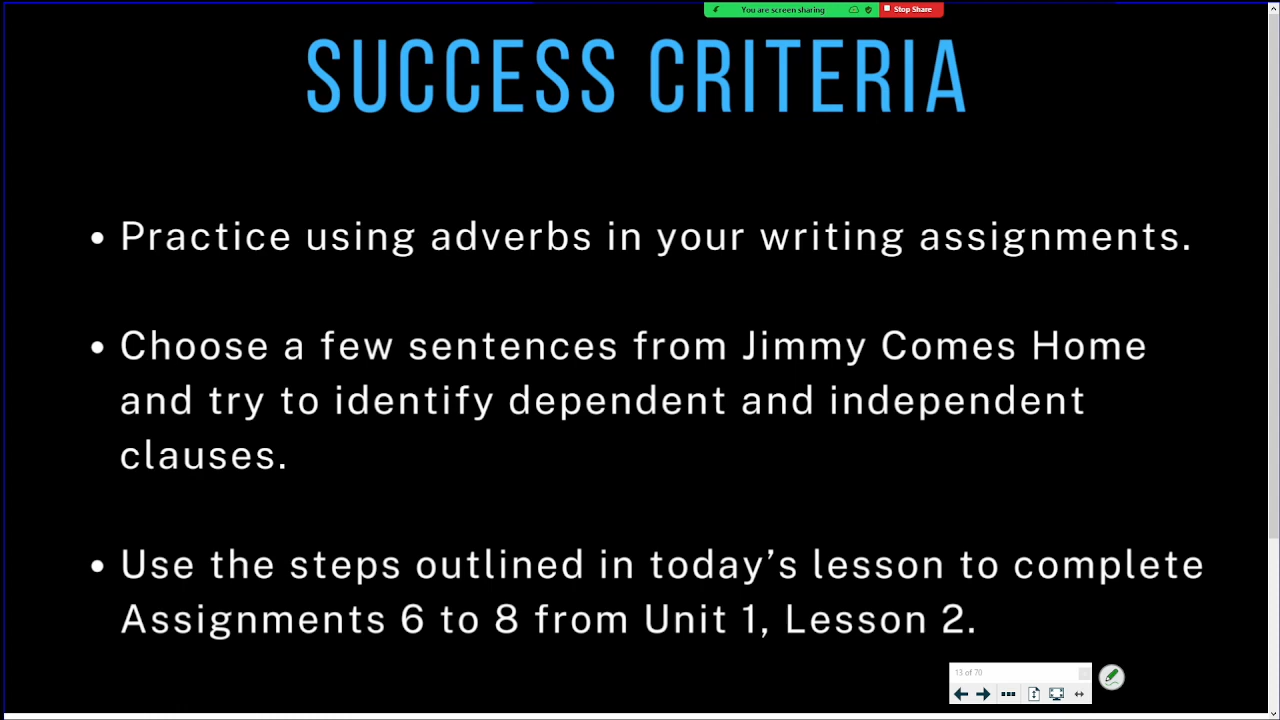 You are screen sharing
Stop Share
SUCCESS CRITERIA
• Practice using adverbs in your writing assignments.
• Choose a few sentences from Jimmy Comes Home
and try to identify dependent and independent
clauses.
• Use the steps outlined in today’s lesson to complete
Assignments 6 to 8 from Unit 1, Lesson 2.
13 of 70